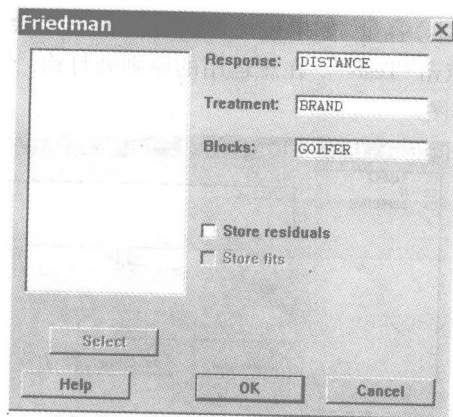 Friedman
Response: DISTANCE
Treatment: BRAND
Blocks: GOLFER
Store residuals
Store fits
Select
Help OK Cancel